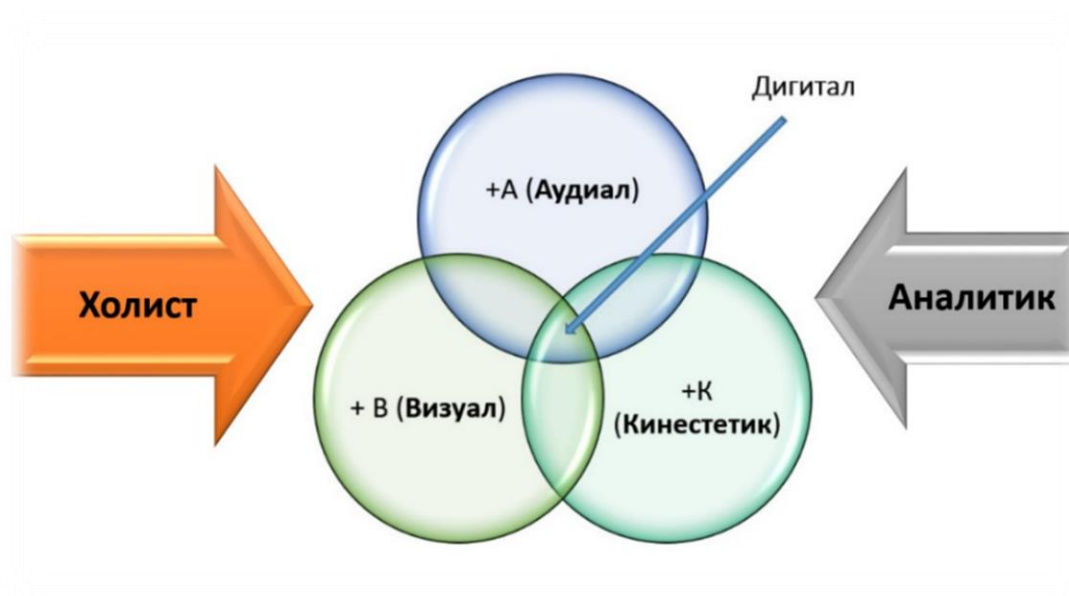 Дигитал
+А (Аудиал)
Холист
Аналитик
+ В (Визуал)
+К
(Кинестетик)